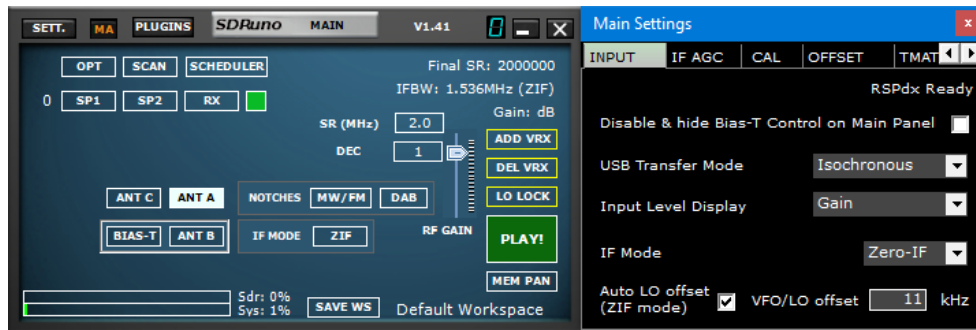 SETT. MA PLUGINS SDRuno MAIN V1.41 0
OPT SCAN SCHEDULER Final SR: 2000000
IFBW: 1.536MHz (ZIF)
0 SP1 SP2 RX Gain: dB
SR (MHz) 2.0 ADD VRX
DEC 1 DEL VRX
ANT C ANT A NOTCHES MW/FM DAB LO LOCK
BIAS-T ANT B IF MODE ZIF RF GAIN PLAY!
MEM PAN
Sdr: 0%
Sys: 1% SAVE WS Default Workspace
Main Settings x
INPUT IF AGC CAL OFFSET TMAT
RSPdx Ready
Disable & hide Bias-T Control on Main Panel
USB Transfer Mode Isochronous
Input Level Display Gain
IF Mode Zero-IF
Auto LO offset
(ZIF mode) VFO/LO offset 11 kHz